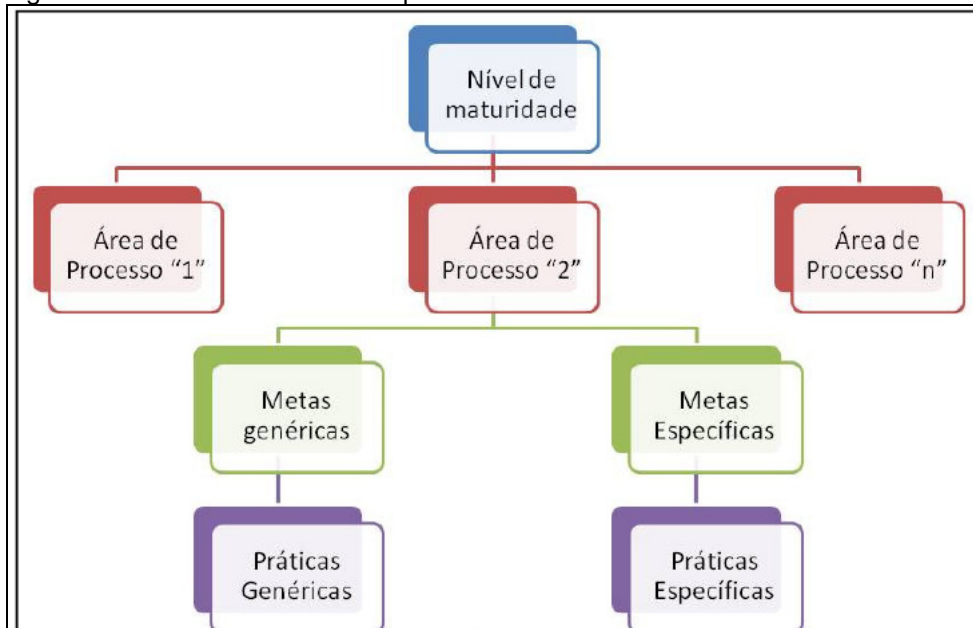 Nível de
maturidade
Área de
Processo “1”
Área de
Processo “2”
Área de
Processo “n”
Metas
genéricas
Metas
Específicas
Práticas
Genéricas
Práticas
Específicas